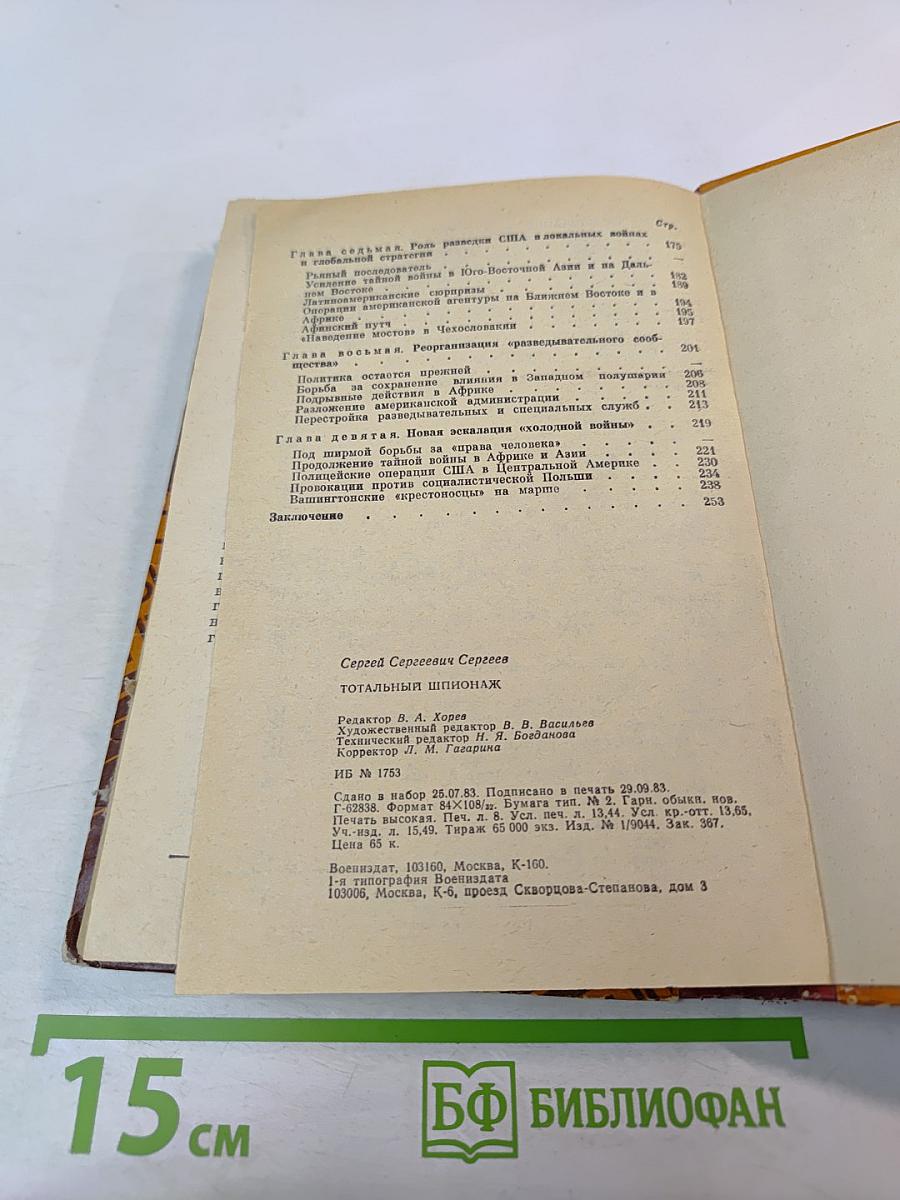 Стр.
Глава седьмая. Роль разведки США в локальных войнах
и глобальной стратегии . . . . . . . . . . 175
Рьяный последователь . . . . . . . . . —
Усиление тайной войны в Юго-Восточной Азии и на Даль-
нем Востоке . . . . . . . . . . . 182
Латиноамериканские сюрпризы . . . . . . . 189
Операции американской агентуры на Ближнем Востоке и в
Африке . . . . . . . . . . . . 194
Афинский путч . . . . . . . . . . . 195
«Наведение мостов» в Чехословакии . . . . . . 197
Глава восьмая. Реорганизация «разведывательного сооб-
щества» . . . . . . . . . . . . 201
Политика остается прежней . . . . . . . . —
Борьба за сохранение влияния в Западном полушарии 206
Подрывные действия в Африке . . . . . . . 208
Разложение американской администрации . . . . . 211
Перестройка разведывательных и специальных служб . . 213
Глава девятая. Новая эскалация «холодной войны» . . 219
Под ширмой борьбы за «права человека» . . . . . —
Продолжение тайной войны в Африке и Азии . . . . 221
Полицейские операции США в Центральной Америке . . 230
Провокации против социалистической Польши . . . . 234
Вашингтонские «крестоносцы» на марше . . . . . 238
Заключение . . . . . . . . . . . . 253
Сергей Сергеевич Сергеев
ТОТАЛЬНЫЙ ШПИОНАЖ
Редактор В. А. Хорев
Художественный редактор В. В. Васильев
Технический редактор Н. Я. Богданова
Корректор Л. М. Гагарина
ИБ № 1753
Сдано в набор 25.07.83. Подписано в печать 29.09.83.
Г-62838. Формат 84×108/32. Бумага тип. № 2. Гарн. обыкн. нов.
Печать высокая. Печ. л. 8. Усл. печ. л. 13,44. Усл. кр.-отт. 13,65.
Уч.-изд. л. 15,49. Тираж 65 000 экз. Изд. № 1/9044. Зак. 367.
Цена 65 к.
Воениздат, 103160, Москва, К-160.
1-я типография Воениздата
103006, Москва, К-6, проезд Скворцова-Степанова, дом 3
15 см
БФ БИБЛИОФАН